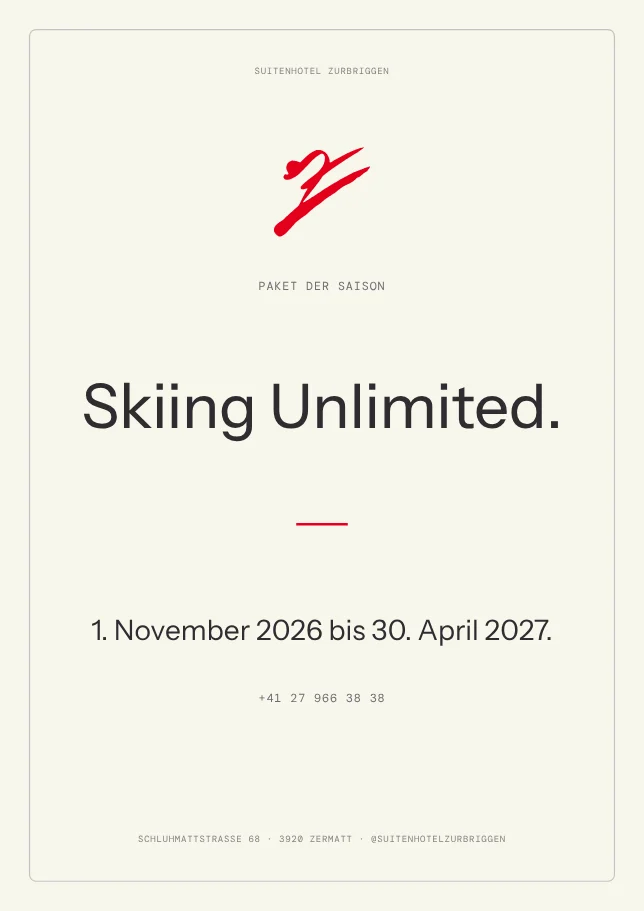 SUITENHOTEL ZURBRIGGEN
PAKET DER SAISON
Skiing Unlimited.
1. November 2026 bis 30. April 2027.
+41 27 966 38 38
SCHLUHMATTSTRASSE 68 · 3920 ZERMATT · @SUITENHOTELZURBRIGGEN